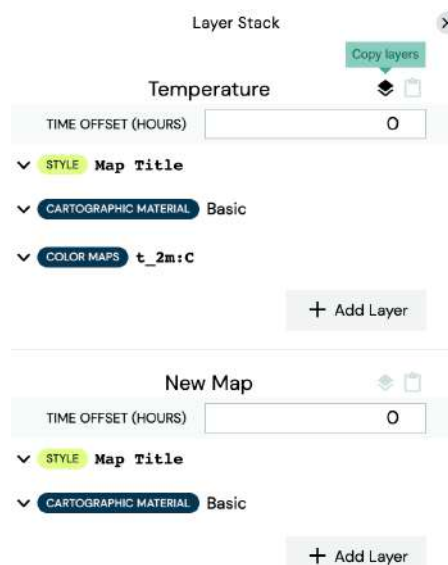 Layer Stack
Copy layers
Temperature
TIME OFFSET (HOURS) 0
STYLE Map Title
CARTOGRAPHIC MATERIAL Basic
COLOR MAPS t_2m:C
+ Add Layer
New Map
TIME OFFSET (HOURS) 0
STYLE Map Title
CARTOGRAPHIC MATERIAL Basic
+ Add Layer